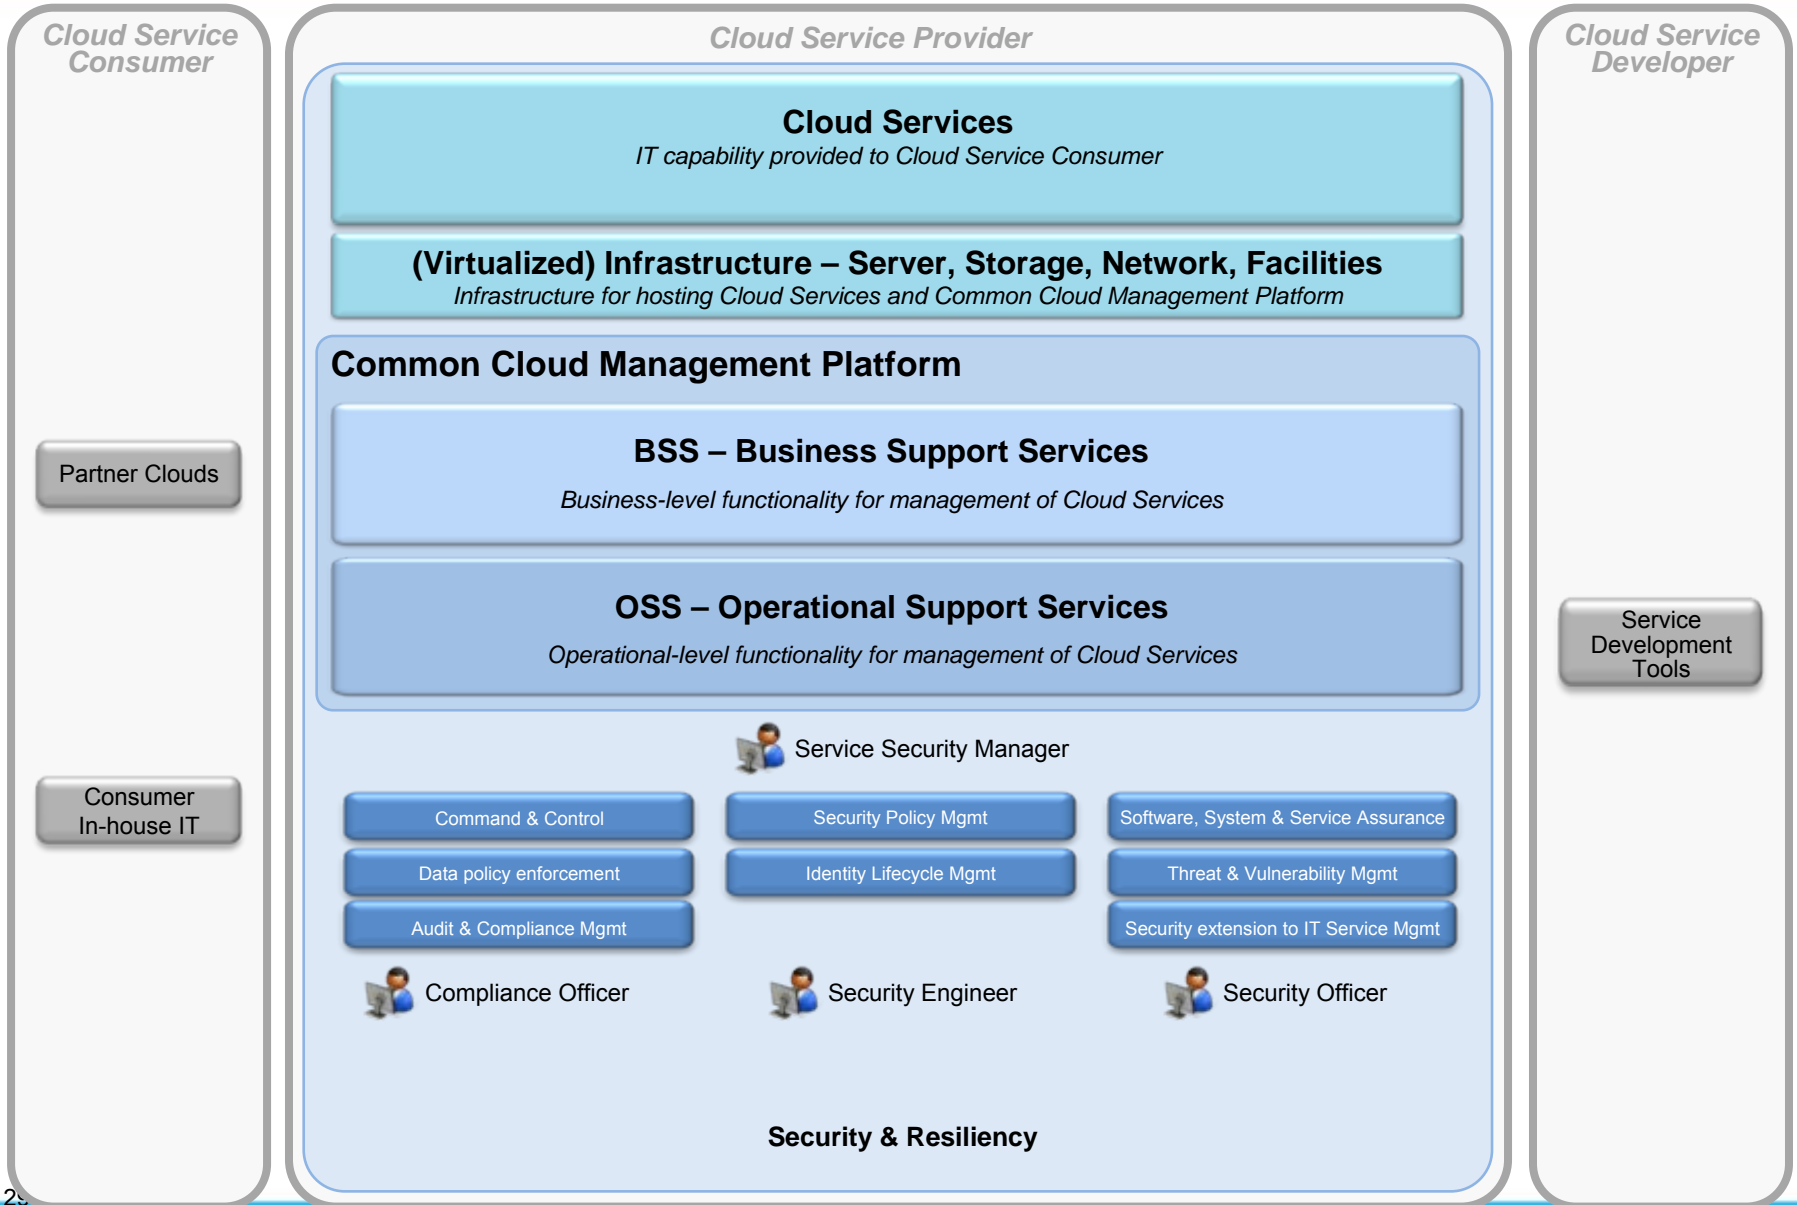 Cloud Service
Consumer
Cloud Service Provider
Cloud Service
Developer
Cloud Services
IT capability provided to Cloud Service Consumer
(Virtualized) Infrastructure – Server, Storage, Network, Facilities
Infrastructure for hosting Cloud Services and Common Cloud Management Platform
Common Cloud Management Platform
BSS – Business Support Services
Business-level functionality for management of Cloud Services
Partner Clouds
OSS – Operational Support Services
Operational-level functionality for management of Cloud Services
Service
Development
Tools
Service Security Manager
Consumer
In-house IT
Command & Control
Security Policy Mgmt
Software, System & Service Assurance
Data policy enforcement
Identity Lifecycle Mgmt
Threat & Vulnerability Mgmt
Audit & Compliance Mgmt
Security extension to IT Service Mgmt
Compliance Officer
Security Engineer
Security Officer
Security & Resiliency